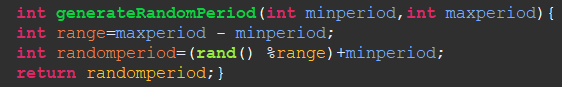 int generateRandomPeriod(int minperiod,int maxperiod){
int range=maxperiod - minperiod;
int randomperiod=(rand() %range)+minperiod;
return randomperiod;}